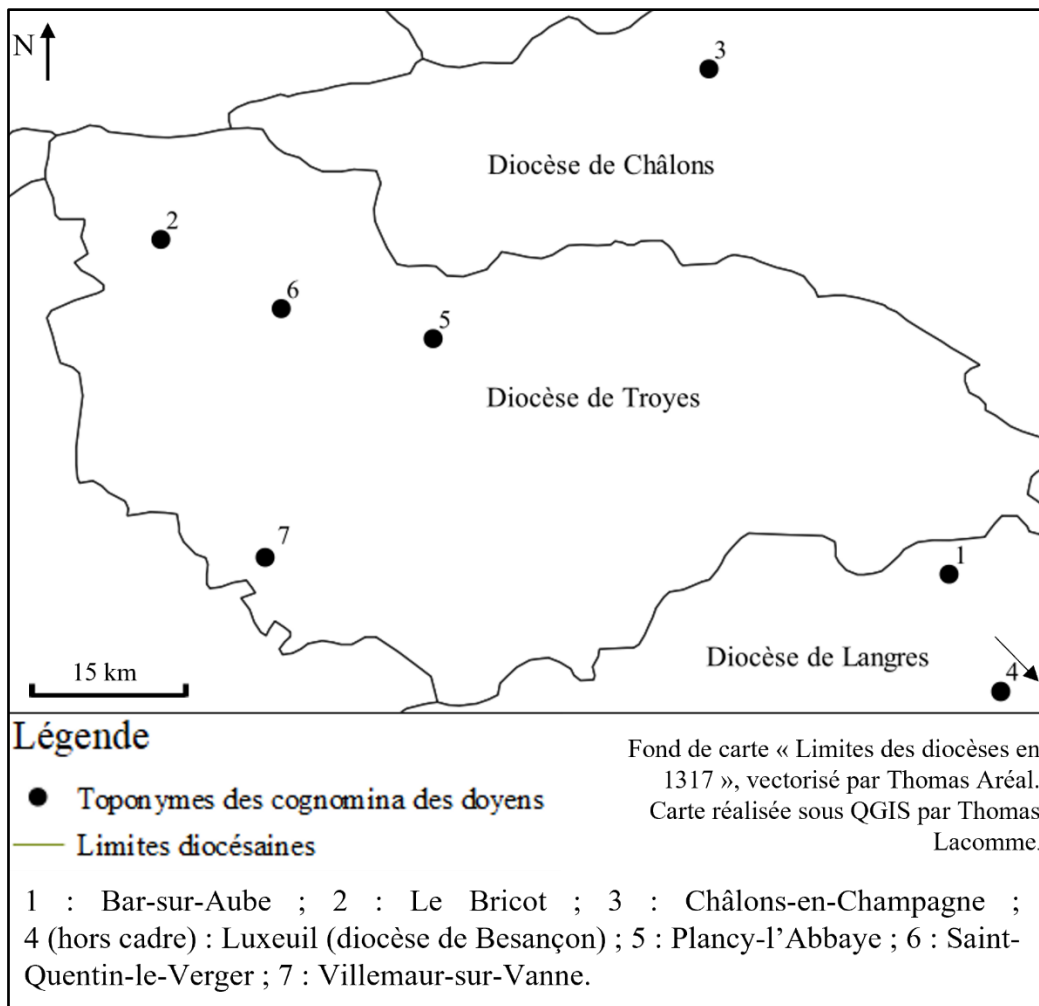 N
3
Diocèse de Châlons
2
6
5
Diocèse de Troyes
7
1
15 km
Diocèse de Langres
4
Légende
Toponymes des cognomina des doyens
Limites diocésaines
Fond de carte « Limites des diocèses en
1317 », vectorisé par Thomas Aréal.
Carte réalisée sous QGIS par Thomas
Lacomme.
1 : Bar-sur-Aube ; 2 : Le Bricot ; 3 : Châlons-en-Champagne ;
4 (hors cadre) : Luxeuil (diocèse de Besançon) ; 5 : Plancy-l’Abbaye ; 6 : Saint-
Quentin-le-Verger ; 7 : Villemaur-sur-Vanne.